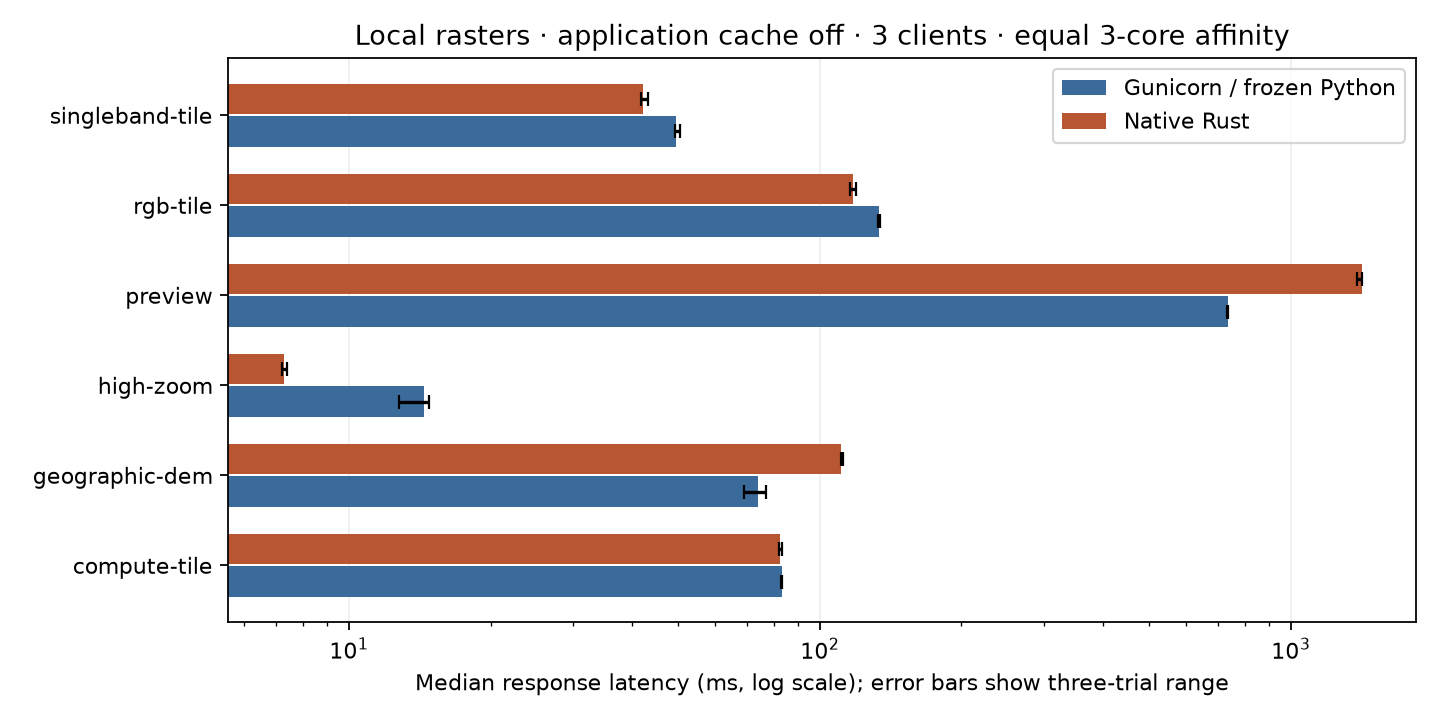 Local rasters · application cache off · 3 clients · equal 3-core affinity
Gunicorn / frozen Python
Native Rust
singleband-tile
rgb-tile
preview
high-zoom
geographic-dem
compute-tile
10¹ 10² 10³
Median response latency (ms, log scale); error bars show three-trial range